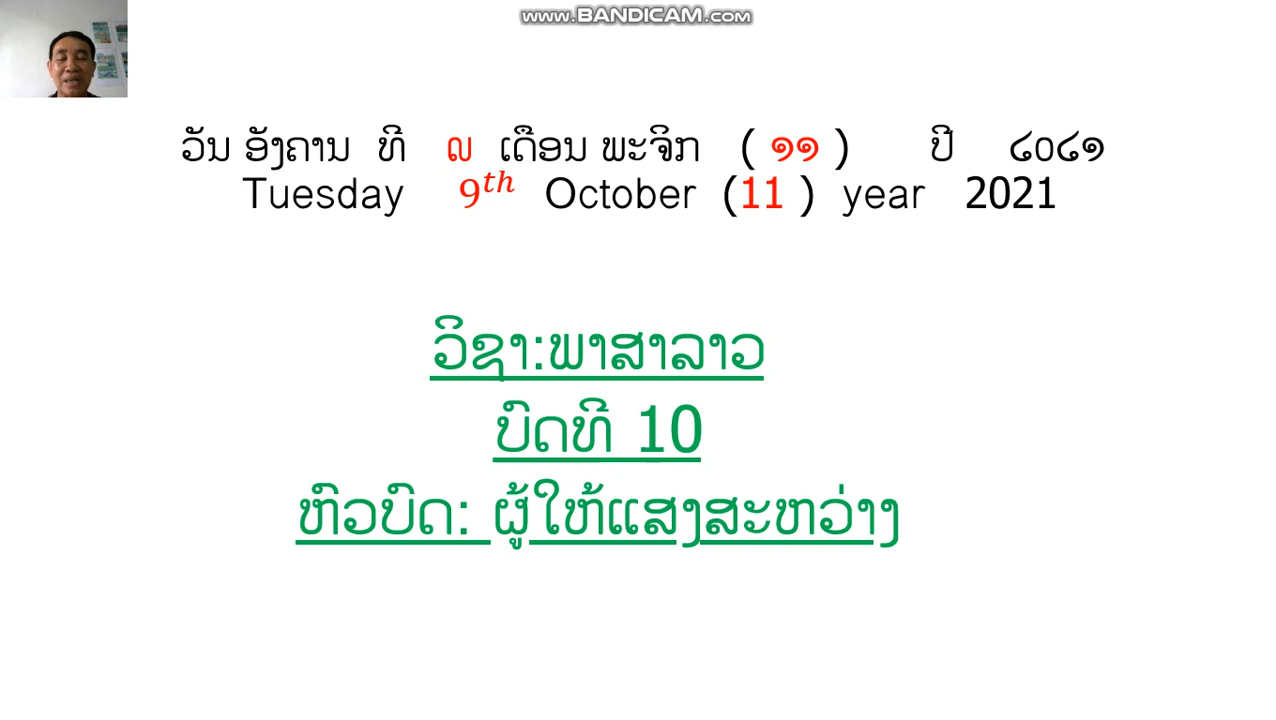 www.BANDICAM.com
ວັນ ອັງຄານ ທີ ໙ ເດືອນ ພະຈິກ ( ໑໑ ) ປີ ໒໐໒໑
Tuesday 9th October (11 ) year 2021
ວິຊາ:ພາສາລາວ
ບົດທີ 10
ຫົວບົດ: ຜູ້ໃຫ້ແສງສະຫວ່າງ